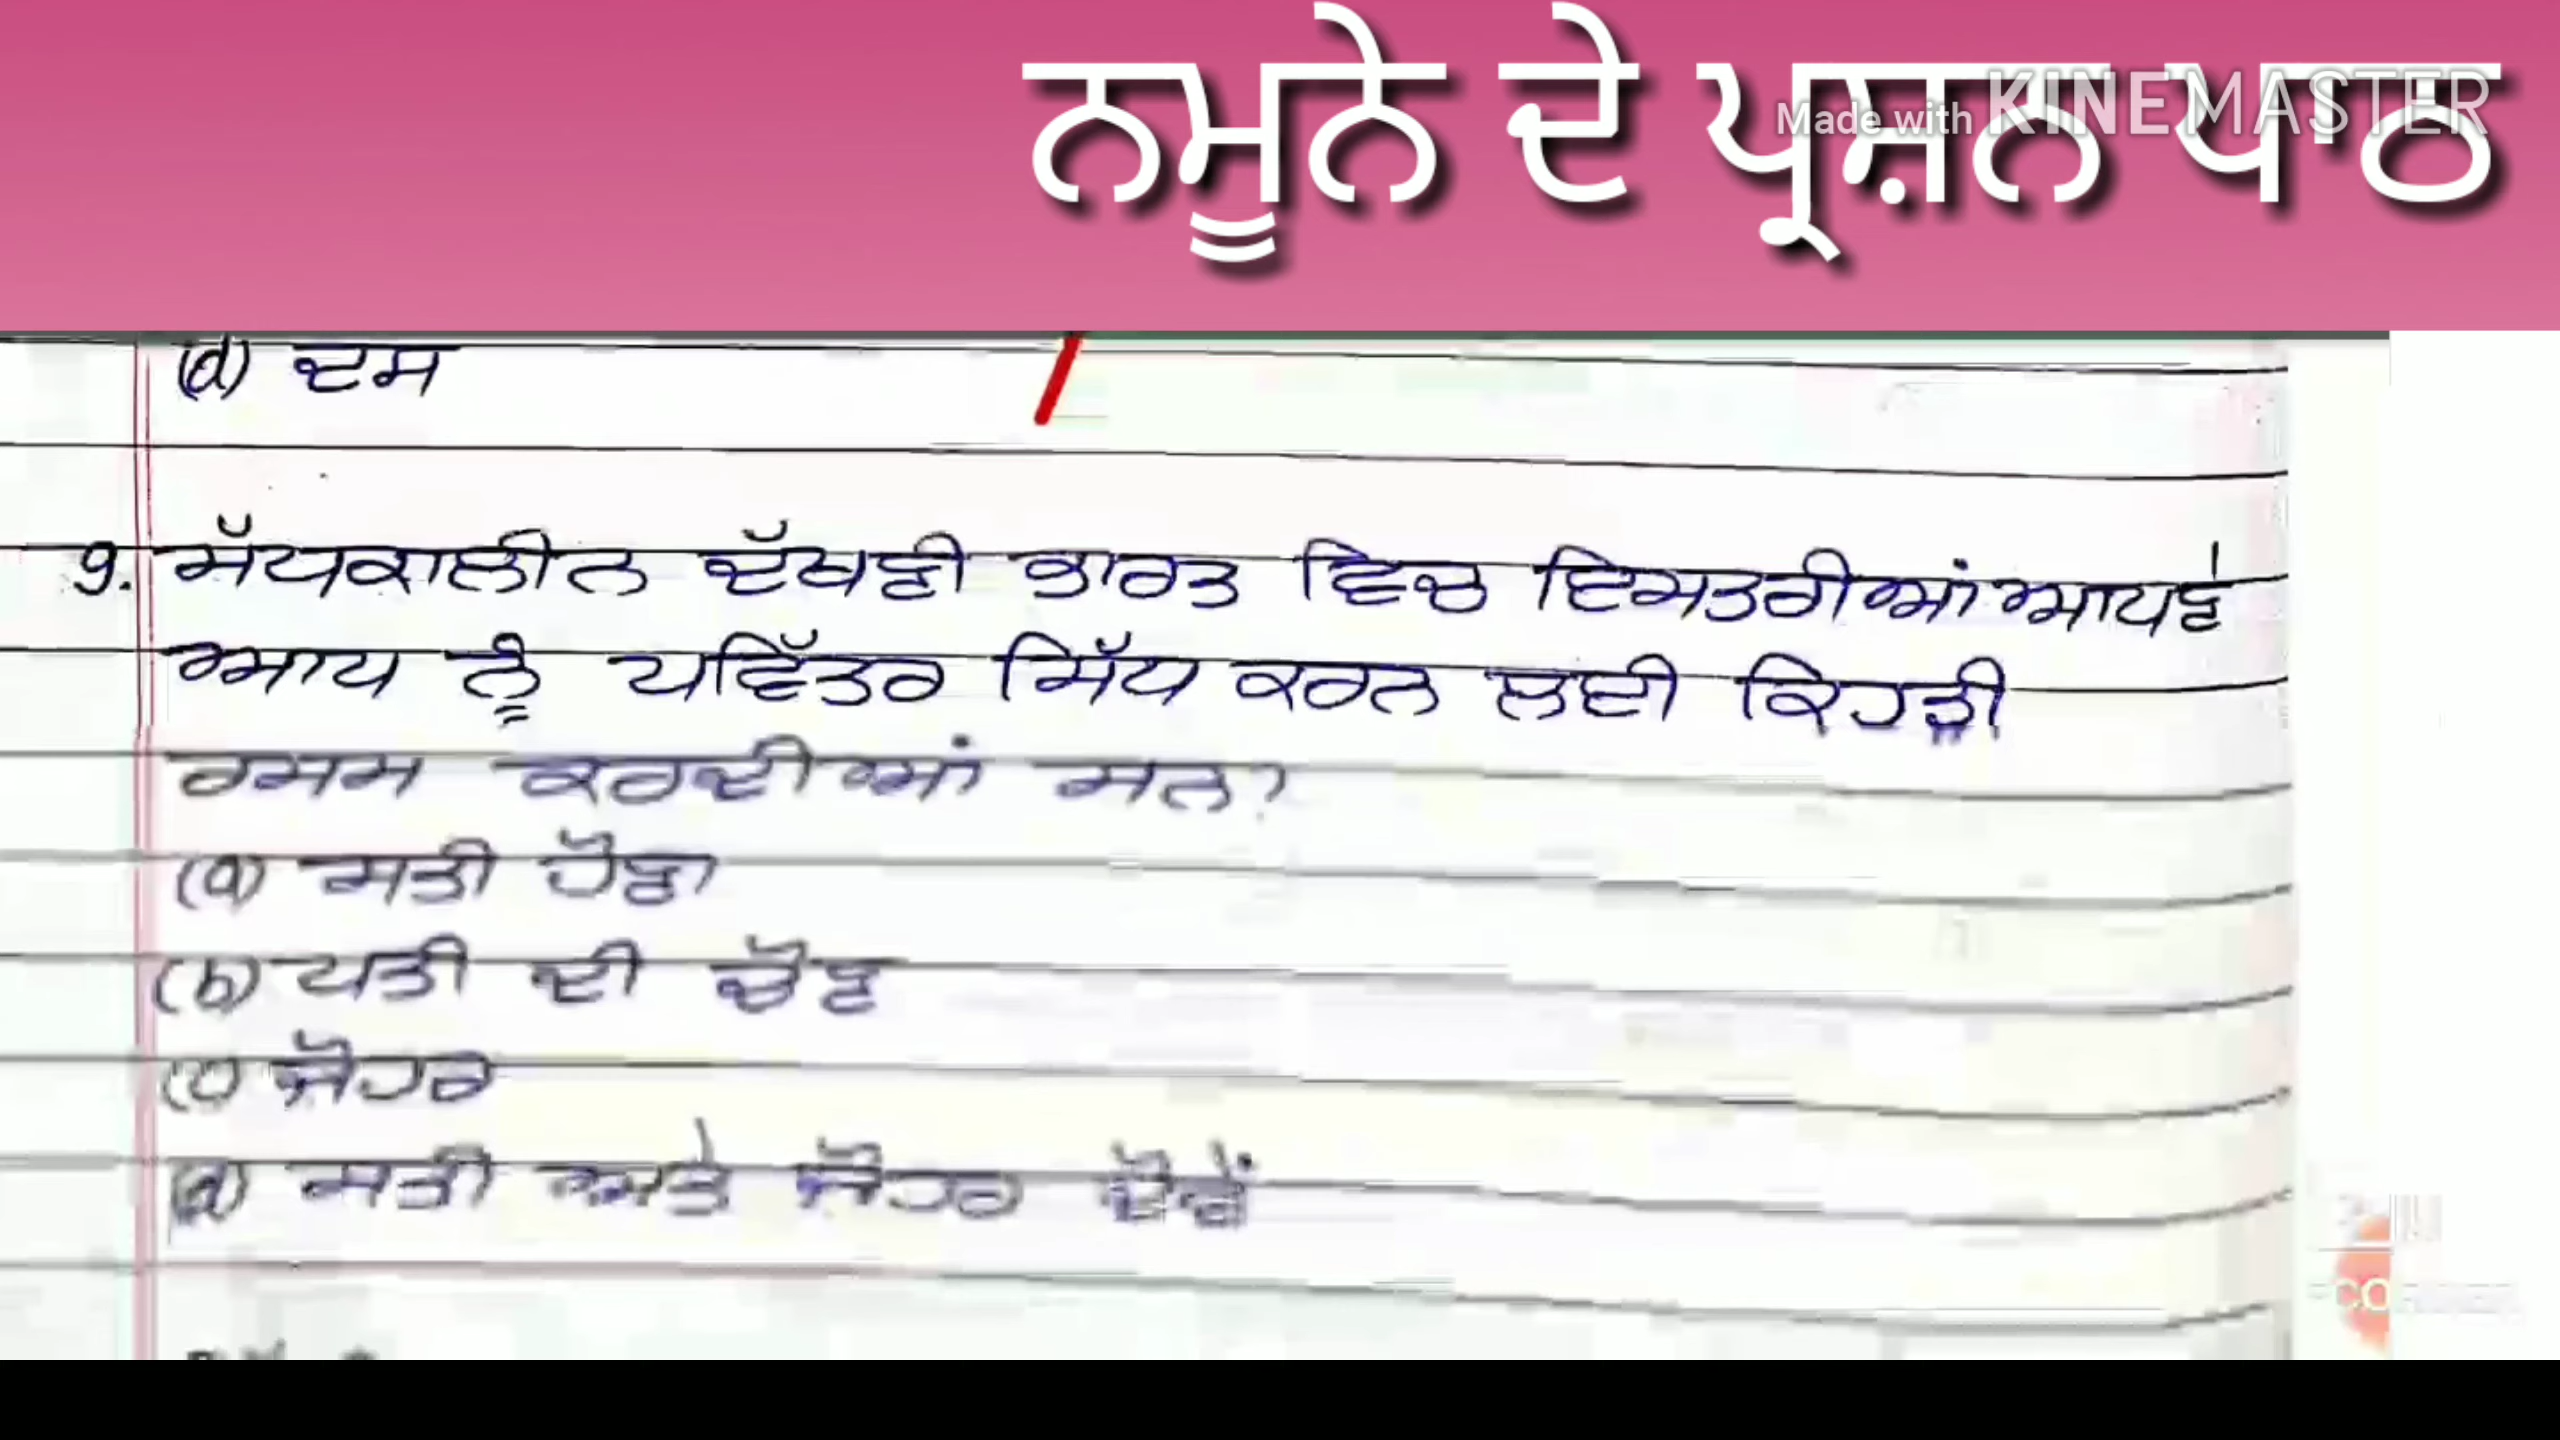 ਨਮੂਨੇ ਦੇ ਪ੍ਰਸ਼ਨ ਪਾਠ
Made with KINEMASTER
(d) ਦਸ
9. ਮੱਧਕਾਲੀਨ ਦੱਖਣੀ ਭਾਰਤ ਵਿਚ ਇਸਤਰੀਆਂ ਆਪਣੇ
ਆਪ ਨੂੰ ਪਵਿੱਤਰ ਸਿੱਧ ਕਰਨ ਲਈ ਕਿਹੜੀ
ਰਸਮ ਕਰਦੀਆਂ ਸਨ?
(a) ਸਤੀ ਹੋਣਾ
(b) ਪਤੀ ਦੀ ਚੋਣ
(c) ਜੌਹਰ
(d) ਸਤੀ ਅਤੇ ਜੌਹਰ ਦੋਵੇਂ